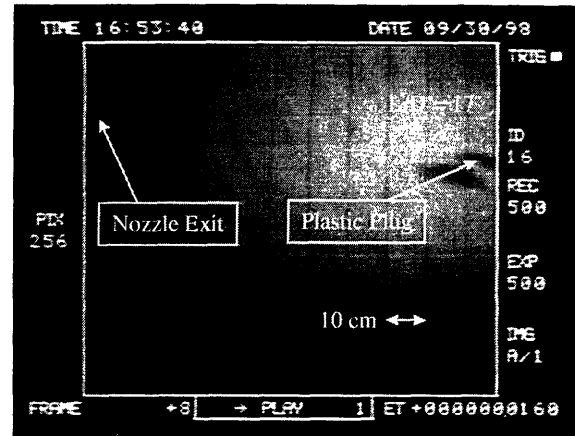 TIME 16:53:40 DATE 09/30/98
TRIG
ID
16
REC
500
Nozzle Exit
Plastic Plug
PIX
256
EXP
500
10 cm
IMG
A/1
FRAME +8 → PLAY 1 ET +0000000160